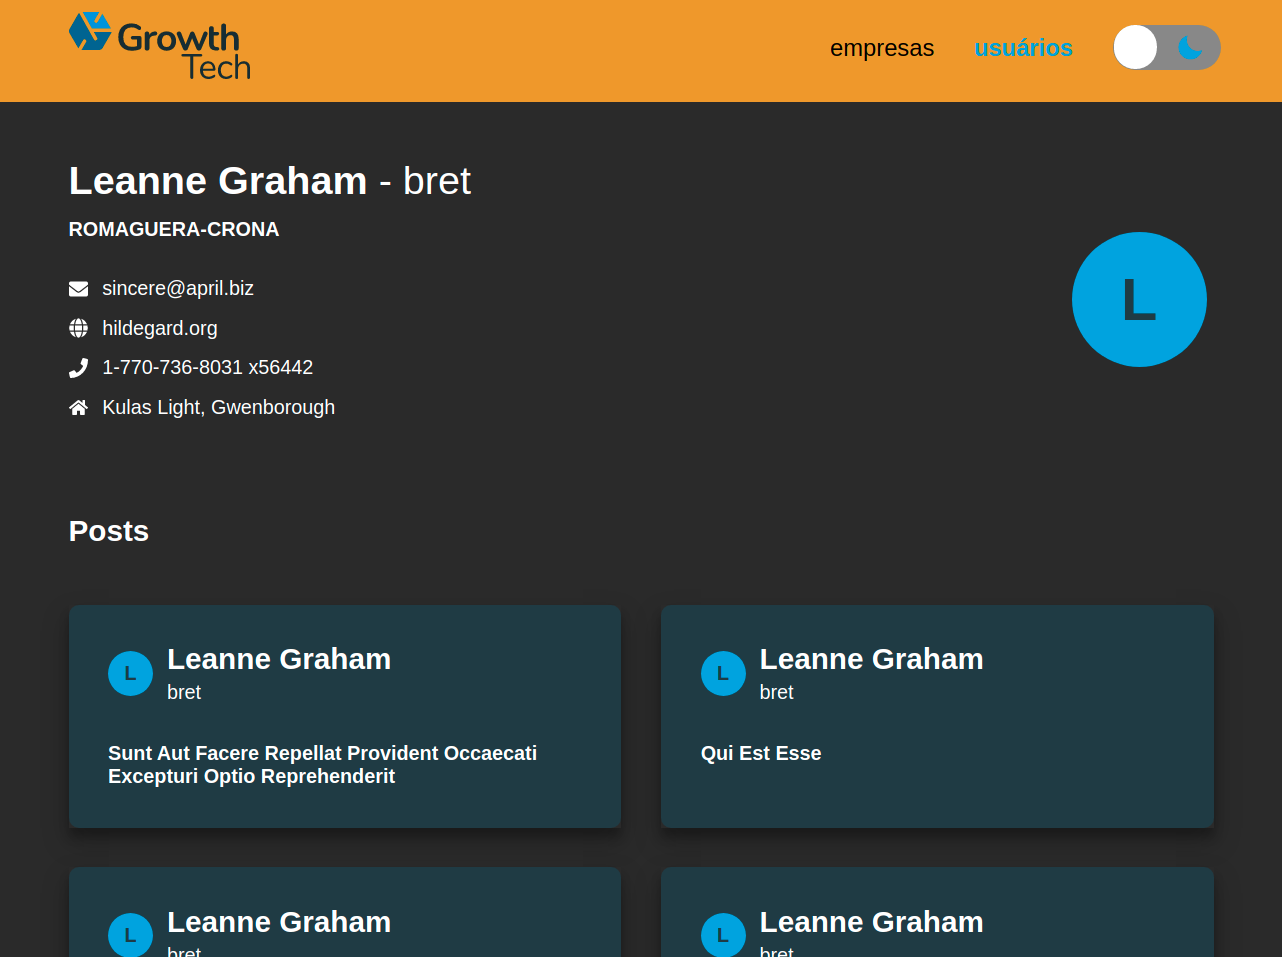 Growth
Tech
empresas
usuários
Leanne Graham - bret
ROMAGUERA-CRONA
sincere@april.biz
hildegard.org
1-770-736-8031 x56442
Kulas Light, Gwenborough
L
Posts
L
Leanne Graham
bret
Sunt Aut Facere Repellat Provident Occaecati
Excepturi Optio Reprehenderit
L
Leanne Graham
bret
Qui Est Esse
L
Leanne Graham
bret
L
Leanne Graham
bret